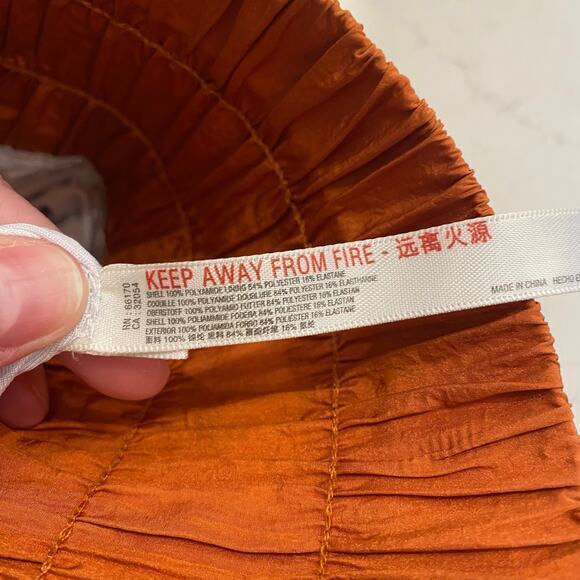 KEEP AWAY FROM FIRE - 远离火源
SHELL 100% POLYAMIDE LINING 84% POLYESTER 16% ELASTANE
COQUILLE 100% POLYAMIDE DOUBLURE 84% POLYESTER 16% ELASTHANNE
OBERSTOFF 100% POLYAMID FUTTER 84% POLYESTER 16% ELASTAN
SHELL 100% POLIAMMIDE FODERA 84% POLIESTERE 16% ELASTAN
EXTERIOR 100% POLIAMIDA FORRO 84% POLIÉSTER 16% ELASTANE
面料 100% 锦纶 里料 84% 聚酯纤维 16% 氨纶
RN: 69170
CA: 32054
MADE IN CHINA HECHO E